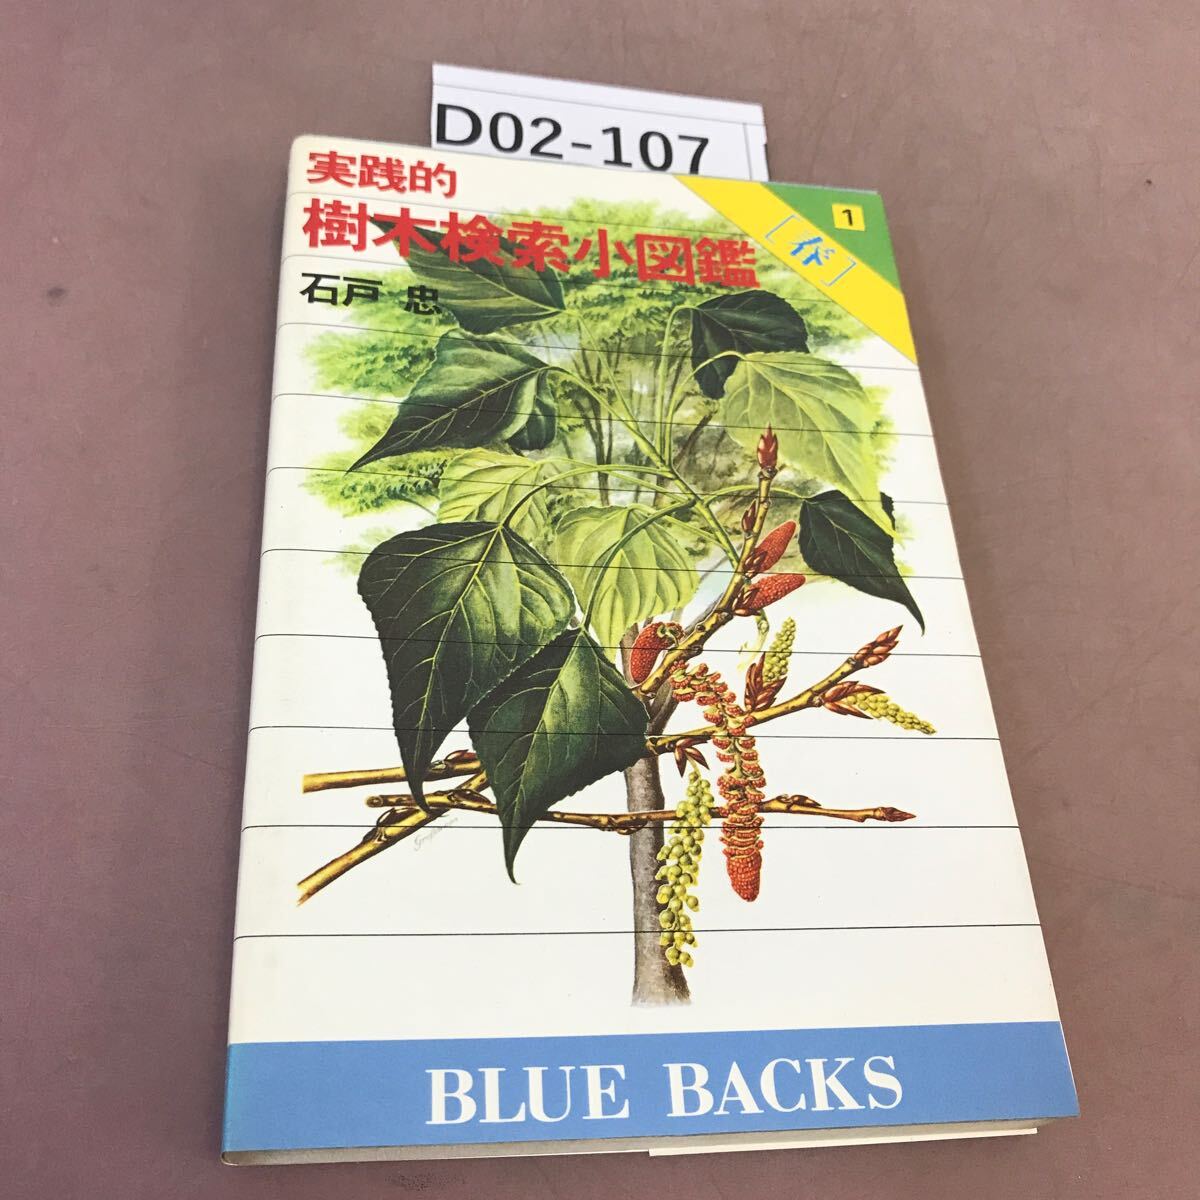 D02-107
実践的
樹木検索小図鑑
[春]
1
石戸 忠
BLUE BACKS